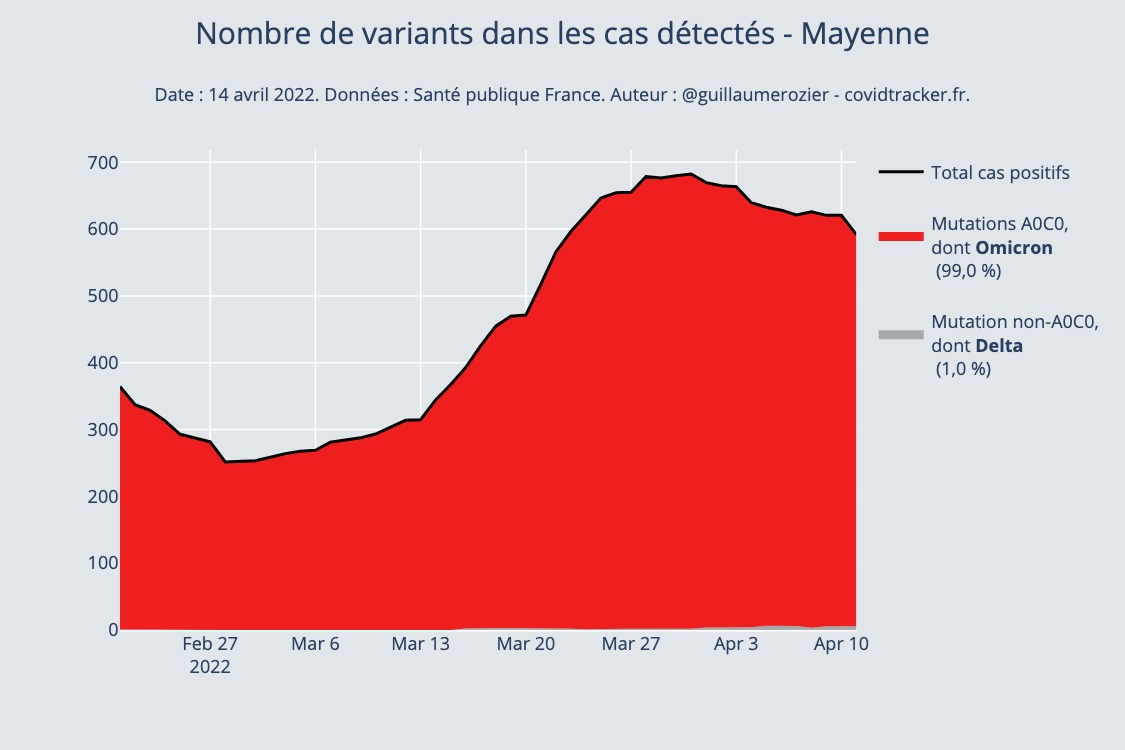 Nombre de variants dans les cas détectés - Mayenne
Date : 14 avril 2022. Données : Santé publique France. Auteur : @guillaumerozier - covidtracker.fr.
700
600
500
400
300
200
100
0
Feb 27
2022
Mar 6
Mar 13
Mar 20
Mar 27
Apr 3
Apr 10
Total cas positifs
Mutations A0C0,
dont Omicron
(99,0 %)
Mutation non-A0C0,
dont Delta
(1,0 %)